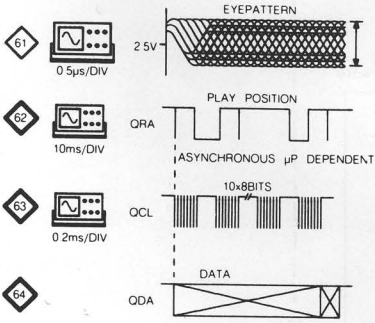 EYEPATTERN
61
2 5V
0 5µs/DIV
PLAY POSITION
62
QRA
10ms/DIV
ASYNCHRONOUS µP DEPENDENT
10x8BITS
63
QCL
0 2ms/DIV
DATA
64
QDA